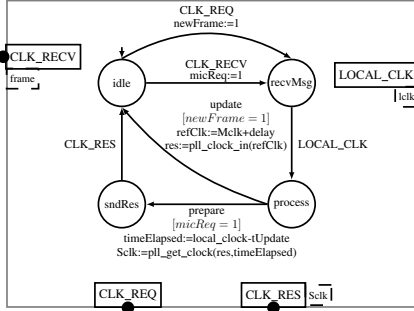 CLK_REQ
newFrame:=1
CLK_RECV
frame
idle
CLK_RECV
micReq:=1
recvMsg
LOCAL_CLK
lclk
update
[newFrame = 1]
refClk:=Mclk+delay
res:=pll_clock_in(refClk)
CLK_RES
LOCAL_CLK
sndRes
process
prepare
[micReq = 1]
timeElapsed:=local_clock-tUpdate
Sclk:=pll_get_clock(res,timeElapsed)
CLK_REQ
CLK_RES
Sclk